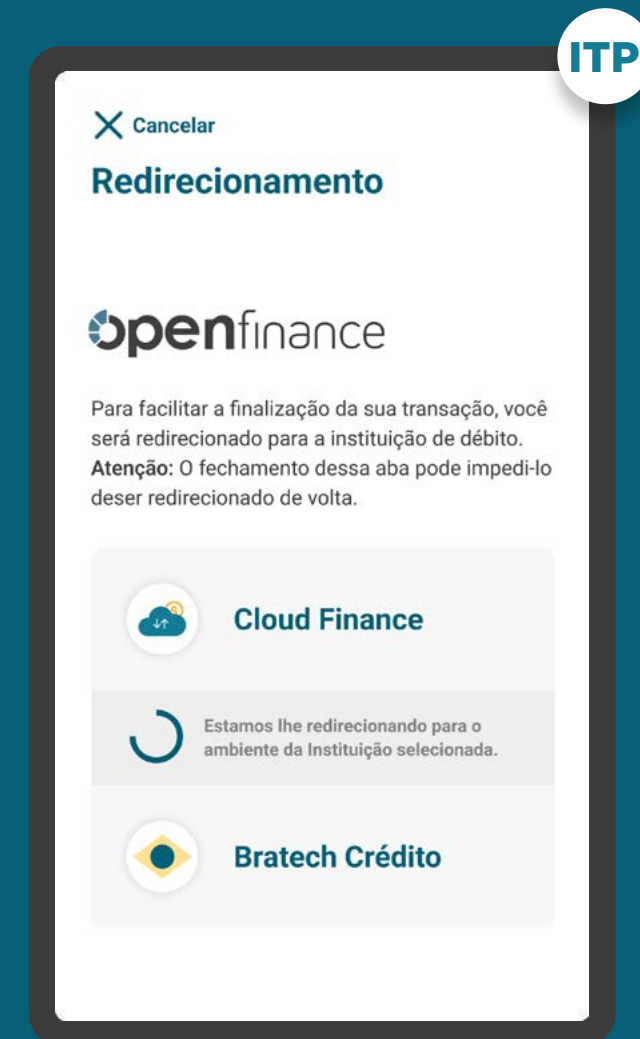 ITP
Cancelar
Redirecionamento
openfinance
Para facilitar a finalização da sua transação, você
será redirecionado para a instituição de débito.
Atenção: O fechamento dessa aba pode impedi-lo
deser redirecionado de volta.
Cloud Finance
Estamos lhe redirecionando para o
ambiente da Instituição selecionada.
Bratech Crédito